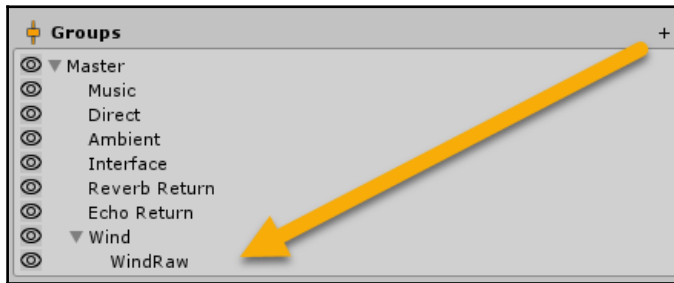 Groups +
Master
Music
Direct
Ambient
Interface
Reverb Return
Echo Return
Wind
WindRaw